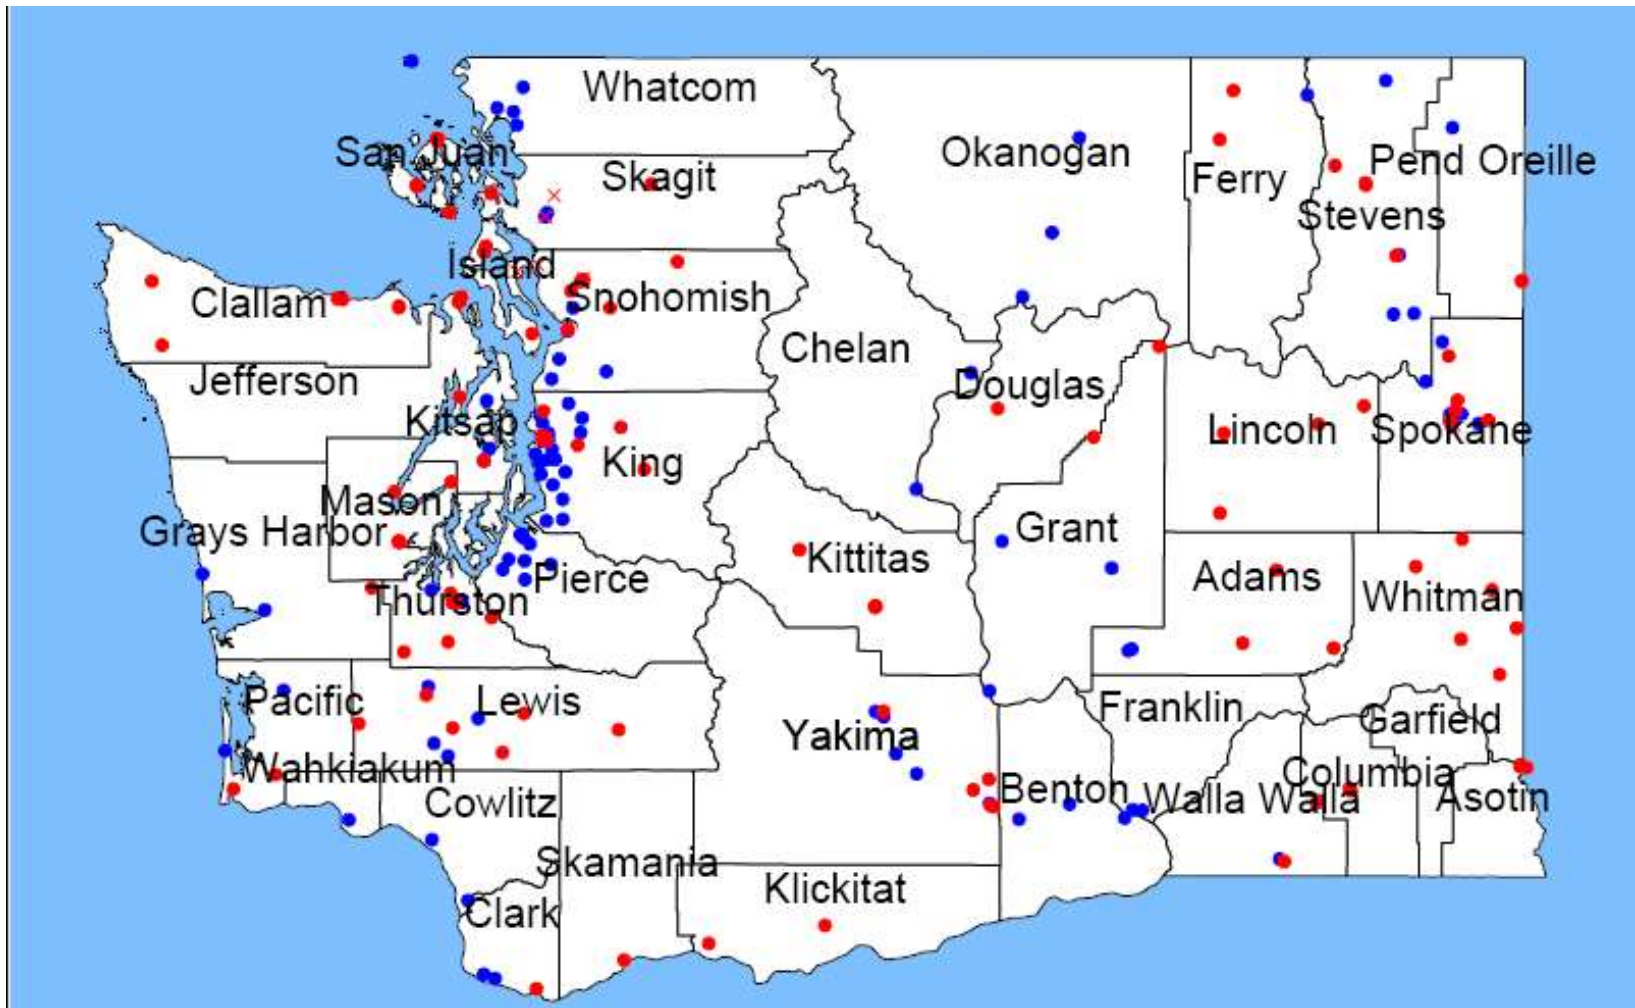 Whatcom
San Juan
Skagit
Okanogan
Ferry
Pend Oreille
Stevens
Island
Clallam
Snohomish
Chelan
Jefferson
Douglas
Kitsap
King
Lincoln
Spokane
Mason
Grays Harbor
Grant
Kittitas
Pierce
Adams
Thurston
Whitman
Pacific
Lewis
Franklin
Garfield
Yakima
Wahkiakum
Columbia
Benton
Walla Walla
Asotin
Cowlitz
Skamania
Klickitat
Clark